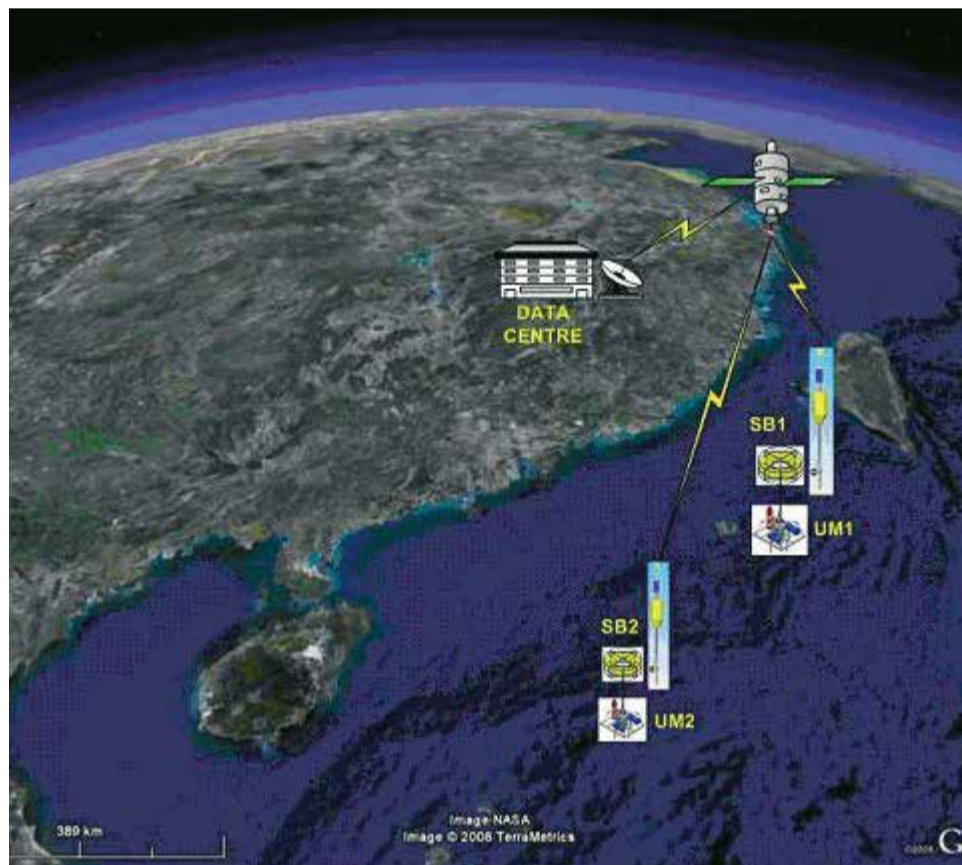 DATA
CENTRE
SB1
UM1
SB2
UM2
389 km
Image NASA
Image © 2008 TerraMetrics
G